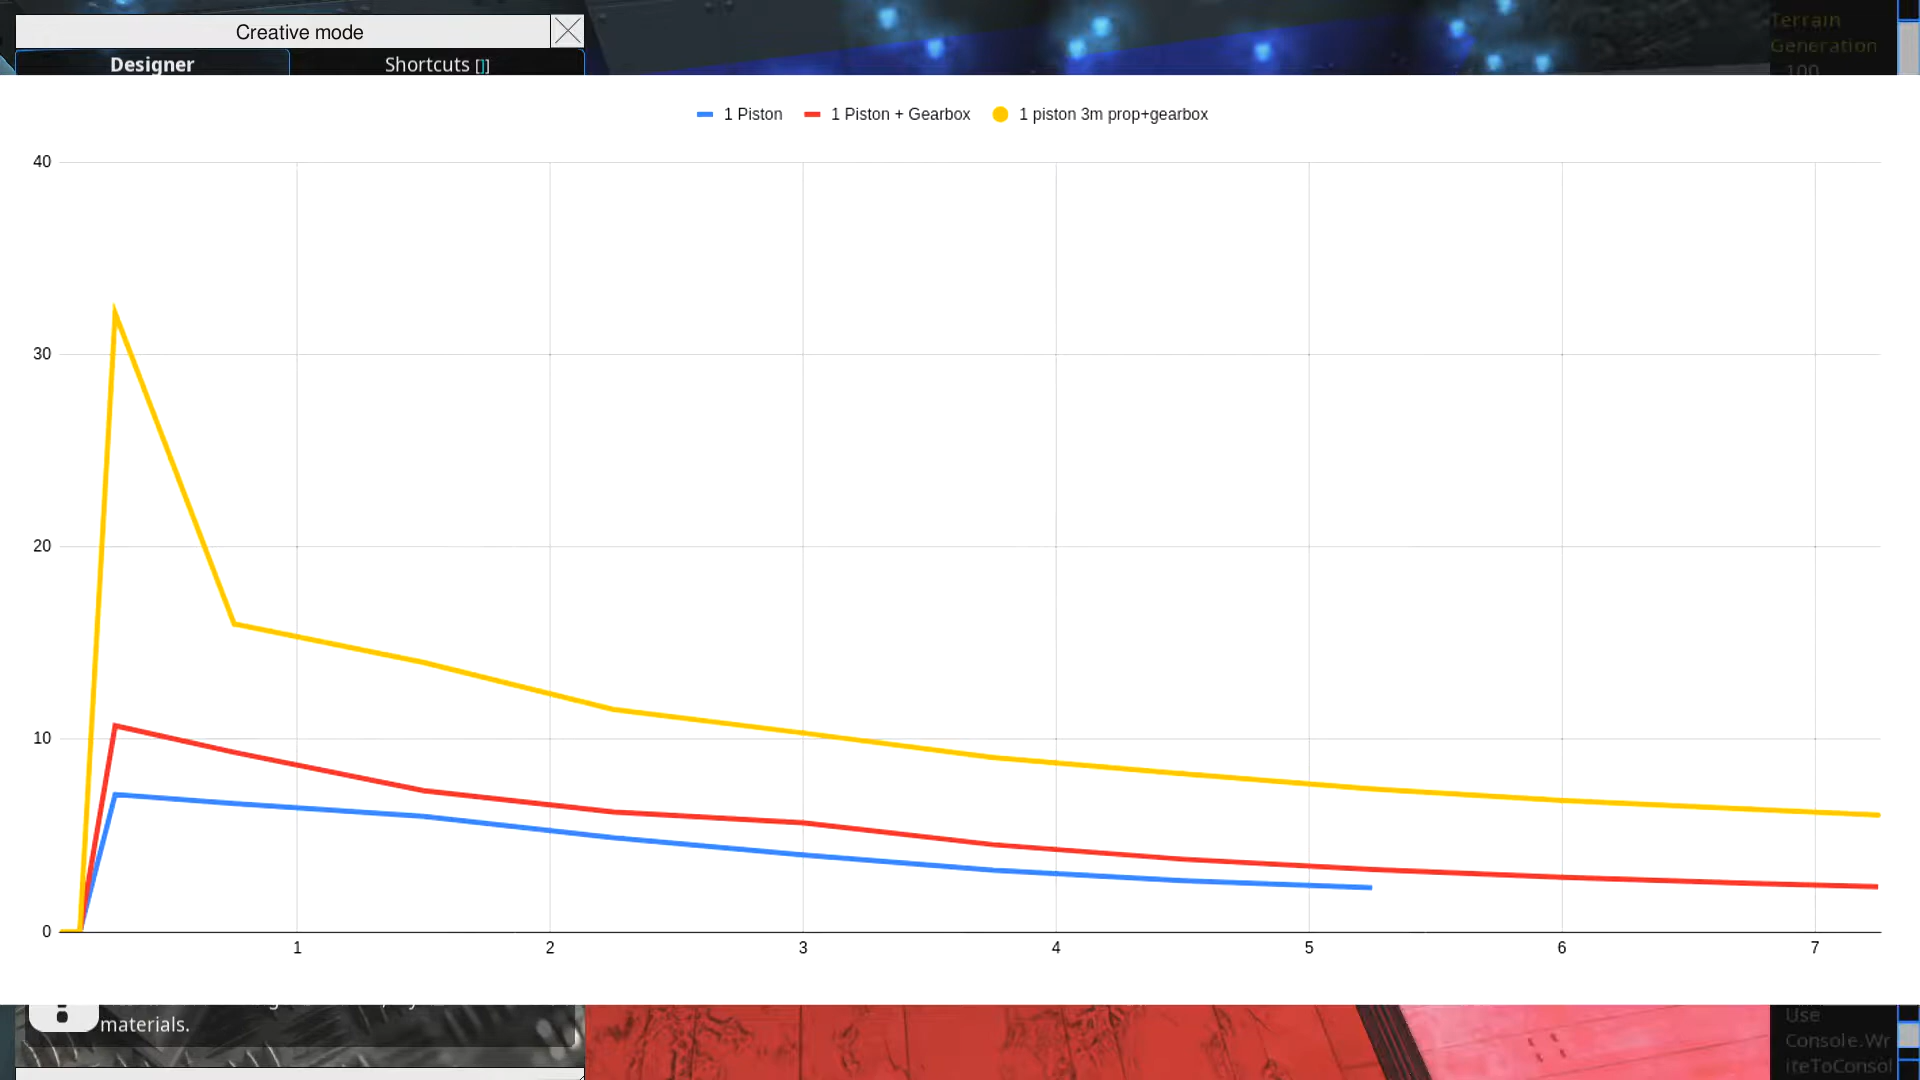 Creative mode
Designer
Shortcuts []
Terrain
Generation
100
1 Piston
1 Piston + Gearbox
1 piston 3m prop+gearbox
40
30
20
10
0
1 2 3 4 5 6 7
materials.
Use
Console.Wr
iteToConsol